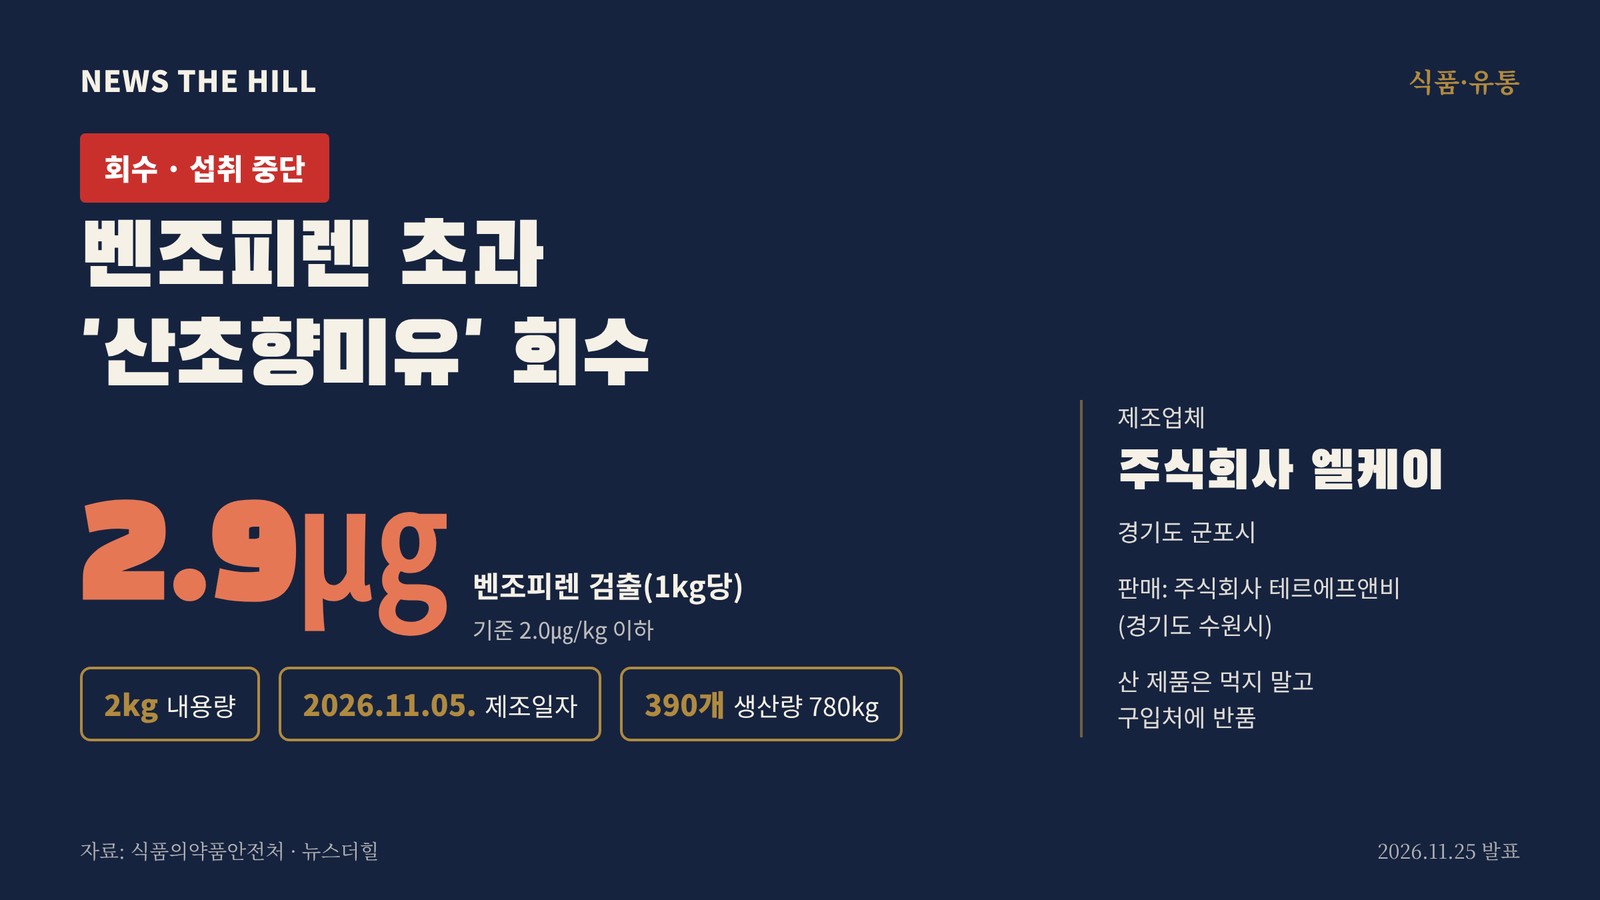 NEWS THE HILL
식품·유통
회수 · 섭취 중단
벤조피렌 초과
'산초향미유' 회수
2.9µg
벤조피렌 검출(1kg당)
기준 2.0µg/kg 이하
2kg 내용량
2026.11.05. 제조일자
390개 생산량 780kg
제조업체
주식회사 엘케이
경기도 군포시
판매: 주식회사 테르에프앤비
(경기도 수원시)
산 제품은 먹지 말고
구입처에 반품
자료: 식품의약품안전처 · 뉴스더힐
2026.11.25 발표